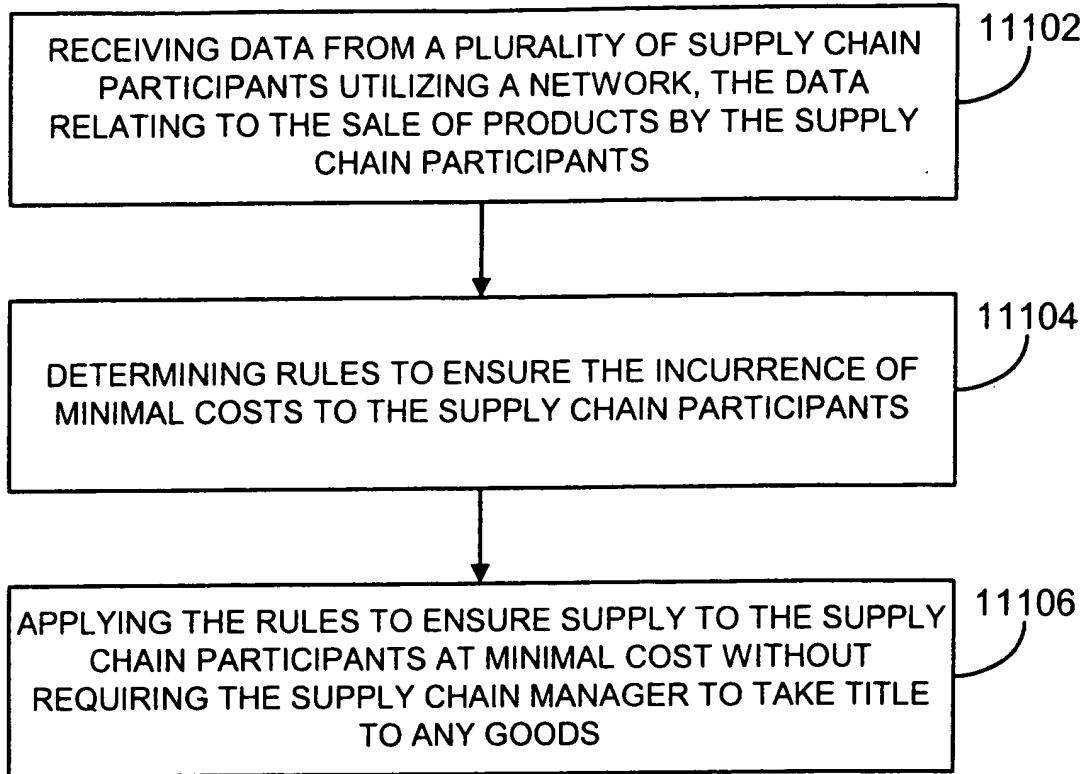 RECEIVING DATA FROM A PLURALITY OF SUPPLY CHAIN
PARTICIPANTS UTILIZING A NETWORK, THE DATA
RELATING TO THE SALE OF PRODUCTS BY THE SUPPLY
CHAIN PARTICIPANTS
11102
DETERMINING RULES TO ENSURE THE INCURRENCE OF
MINIMAL COSTS TO THE SUPPLY CHAIN PARTICIPANTS
11104
APPLYING THE RULES TO ENSURE SUPPLY TO THE SUPPLY
CHAIN PARTICIPANTS AT MINIMAL COST WITHOUT
REQUIRING THE SUPPLY CHAIN MANAGER TO TAKE TITLE
TO ANY GOODS
11106